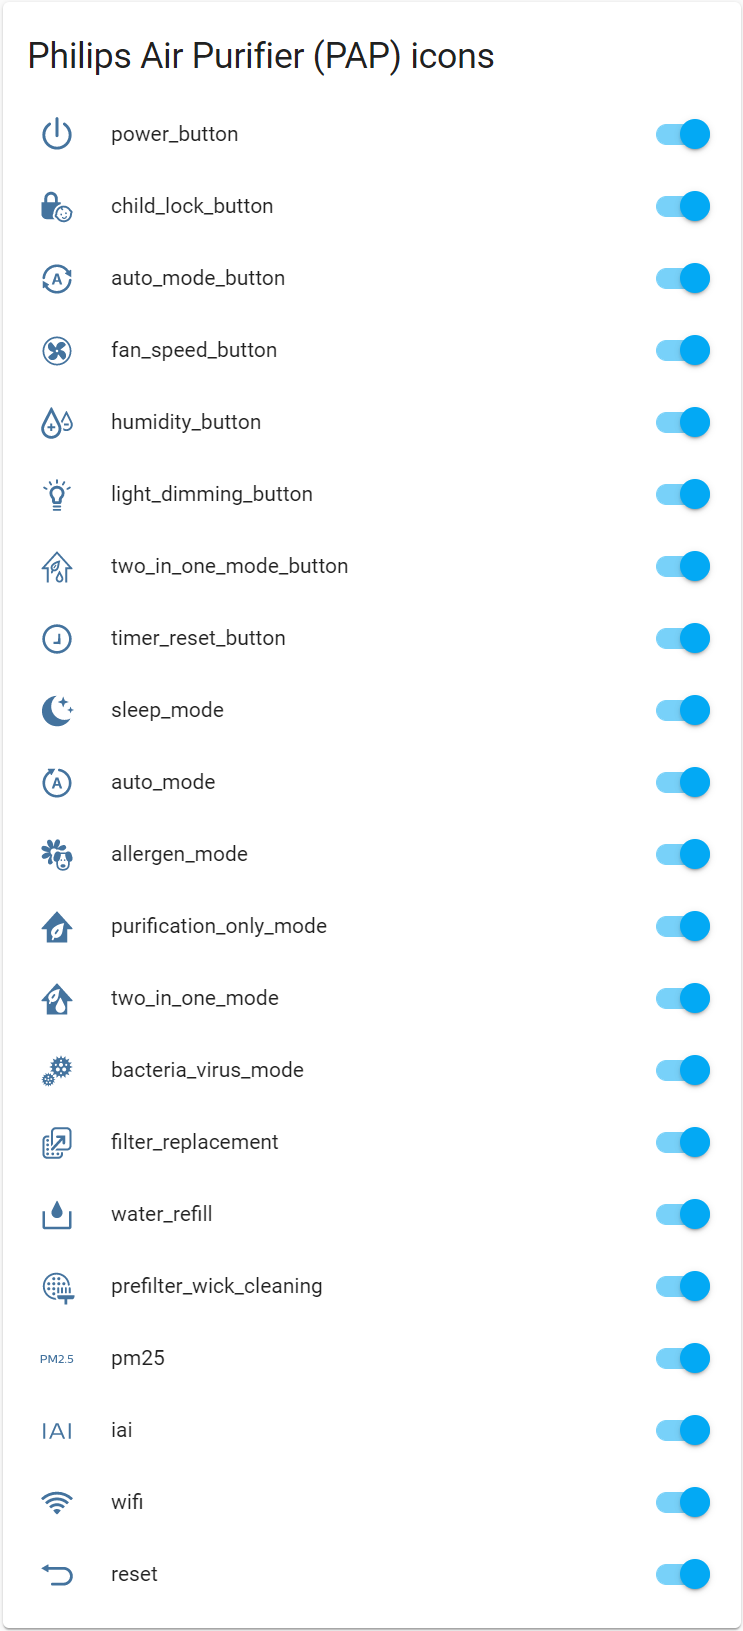 Philips Air Purifier (PAP) icons
power_button
child_lock_button
A auto_mode_button
fan_speed_button
humidity_button
light_dimming_button
two_in_one_mode_button
timer_reset_button
sleep_mode
A auto_mode
allergen_mode
purification_only_mode
two_in_one_mode
bacteria_virus_mode
filter_replacement
water_refill
prefilter_wick_cleaning
PM2.5 pm25
IAI iai
wifi
reset